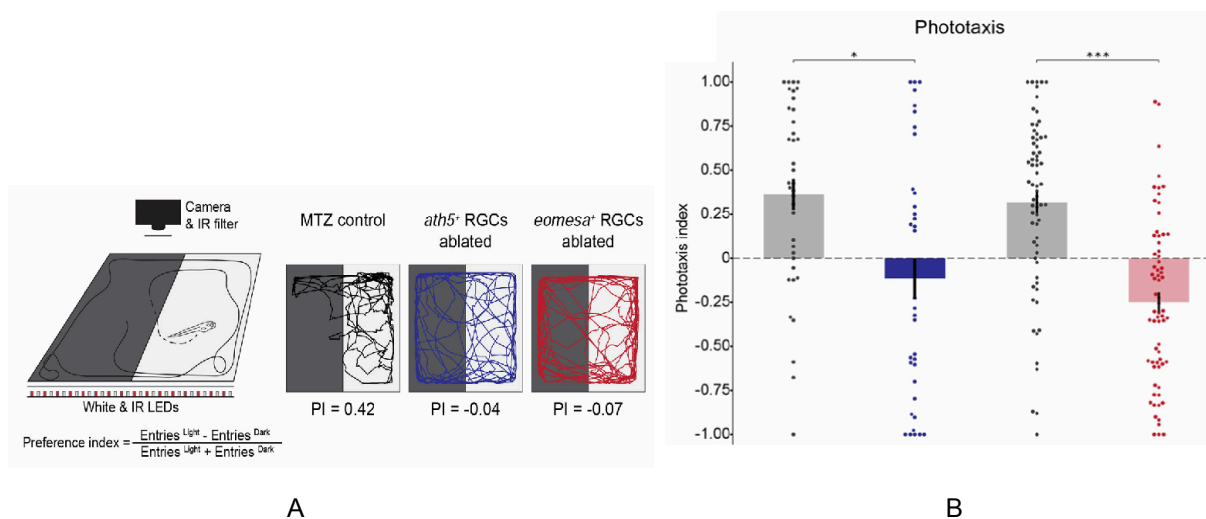 Camera
& IR filter
White & IR LEDs
Preference index = Entries Light - Entries Dark
Entries Light + Entries Dark
MTZ control
ath5+ RGCs
ablated
eomesa+ RGCs
ablated
PI = 0.42
PI = -0.04
PI = -0.07
A
Phototaxis
*
***
Phototaxis index
1.00
0.75
0.50
0.25
0
-0.25
-0.50
-0.75
-1.00
B